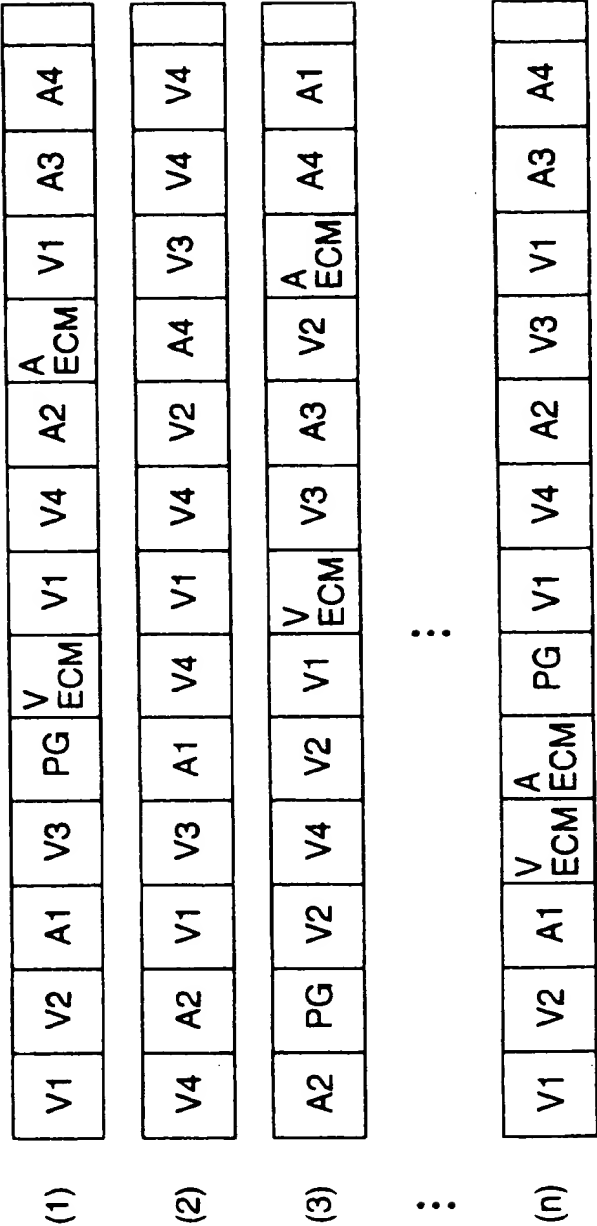 (1) V1 V2 A1 V3 PG V ECM V1 V4 A2 A ECM V1 A3 A4
(2) V4 A2 V1 V3 A1 V4 V1 V4 V2 A4 V3 V4 V4
(3) A2 PG V2 V4 V2 V1 V ECM V3 A3 V2 A ECM A4 A1
⋮ ⋮
(n) V1 V2 A1 V ECM A ECM PG V1 V4 A2 V3 V1 A3 A4